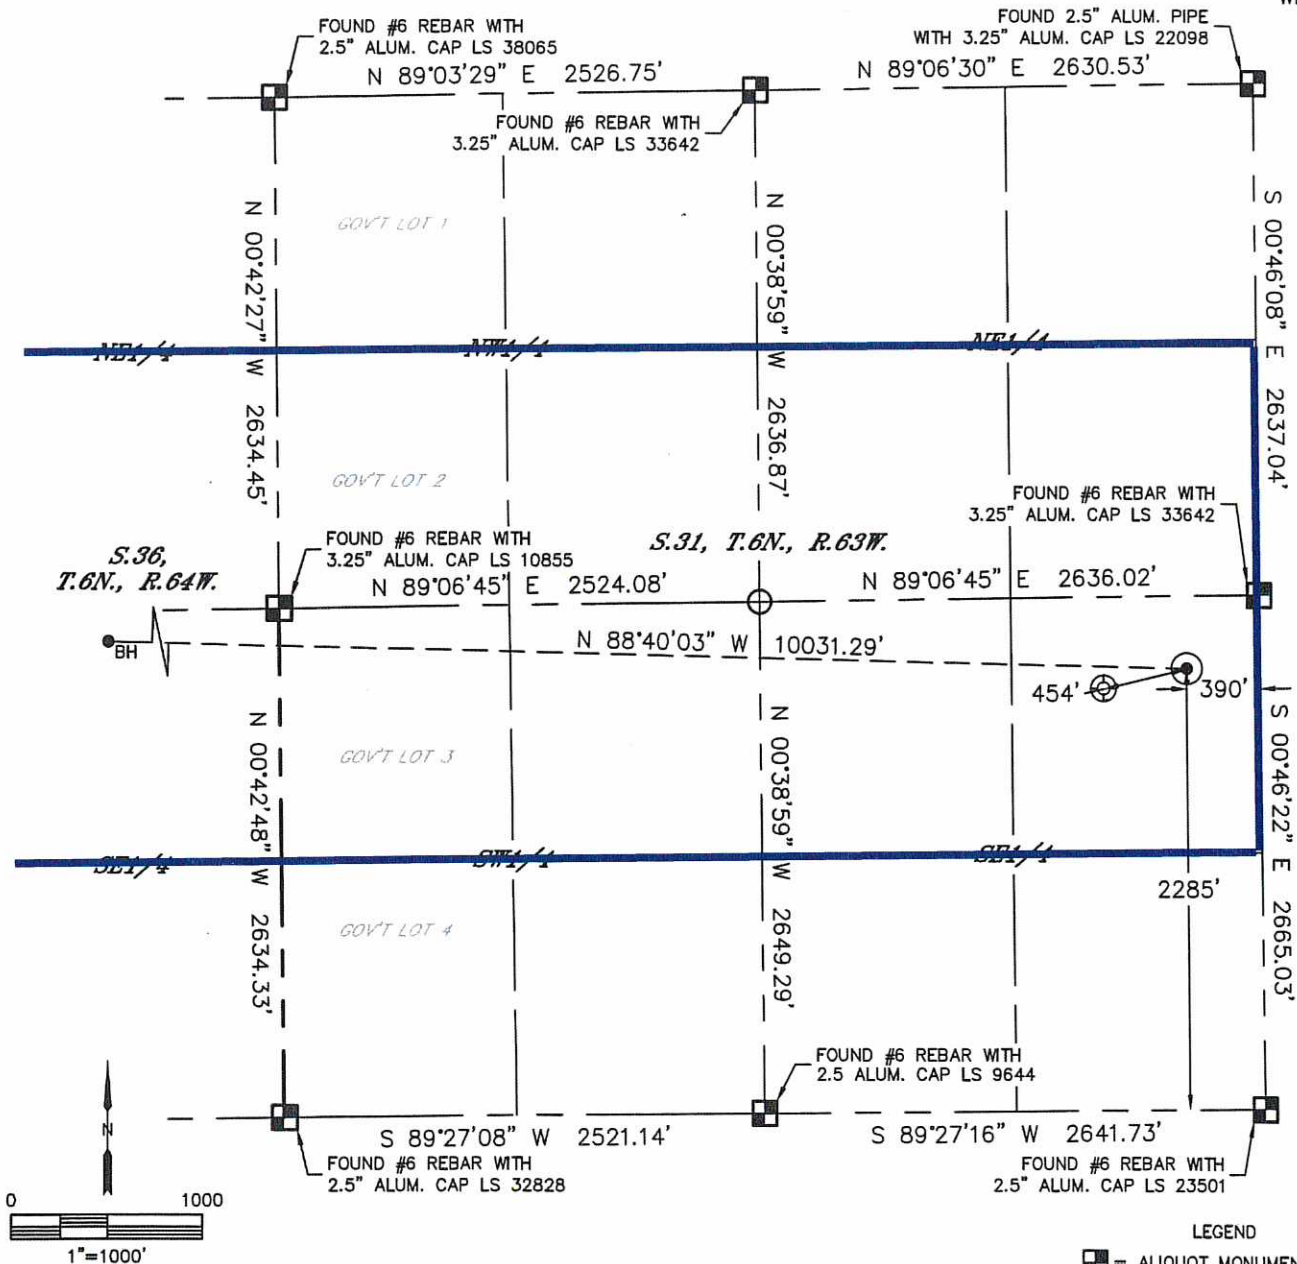 FOUND #6 REBAR WITH
2.5" ALUM. CAP LS 38065
FOUND 2.5" ALUM. PIPE
WITH 3.25" ALUM. CAP LS 22098
N 89°03'29" E 2526.75'
N 89°06'30" E 2630.53'
FOUND #6 REBAR WITH
3.25" ALUM. CAP LS 33642
GOV'T LOT 1
N 00°42'27" W 2634.45'
N 00°38'59" W 2636.87'
S 00°46'08" E 2637.04'
NE1/4
NW1/4
NE1/4
GOV'T LOT 2
FOUND #6 REBAR WITH
3.25" ALUM. CAP LS 33642
S.36,
T.6N., R.64W.
FOUND #6 REBAR WITH
3.25" ALUM. CAP LS 10855
S.31, T.6N., R.63W.
N 89°06'45" E 2524.08'
N 89°06'45" E 2636.02'
BH
N 88°40'03" W 10031.29'
454'
390'
GOV'T LOT 3
N 00°42'48" W 2634.33'
N 00°38'59" W 2649.29'
S 00°46'22" E 2665.03'
SE1/4
SW1/4
SE1/4
2285'
GOV'T LOT 4
FOUND #6 REBAR WITH
2.5 ALUM. CAP LS 9644
N
S 89°27'08" W 2521.14'
S 89°27'16" W 2641.73'
FOUND #6 REBAR WITH
2.5" ALUM. CAP LS 32828
FOUND #6 REBAR WITH
2.5" ALUM. CAP LS 23501
0 1000
1"=1000'
LEGEND
= ALIQUOT MONUMEN